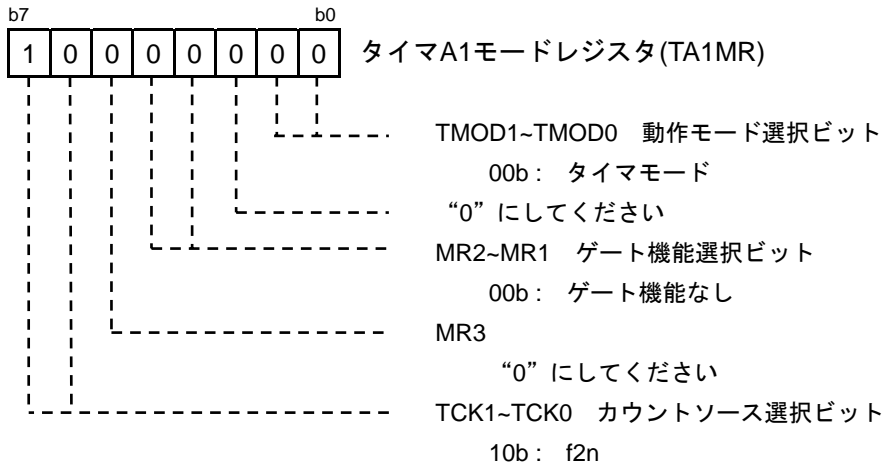 b7 b0
1 0 0 0 0 0 0 0 タイマA1モードレジスタ(TA1MR)
TMOD1~TMOD0 動作モード選択ビット
00b : タイマモード
“0”にしてください
MR2~MR1 ゲート機能選択ビット
00b : ゲート機能なし
MR3
“0”にしてください
TCK1~TCK0 カウントソース選択ビット
10b : f2n